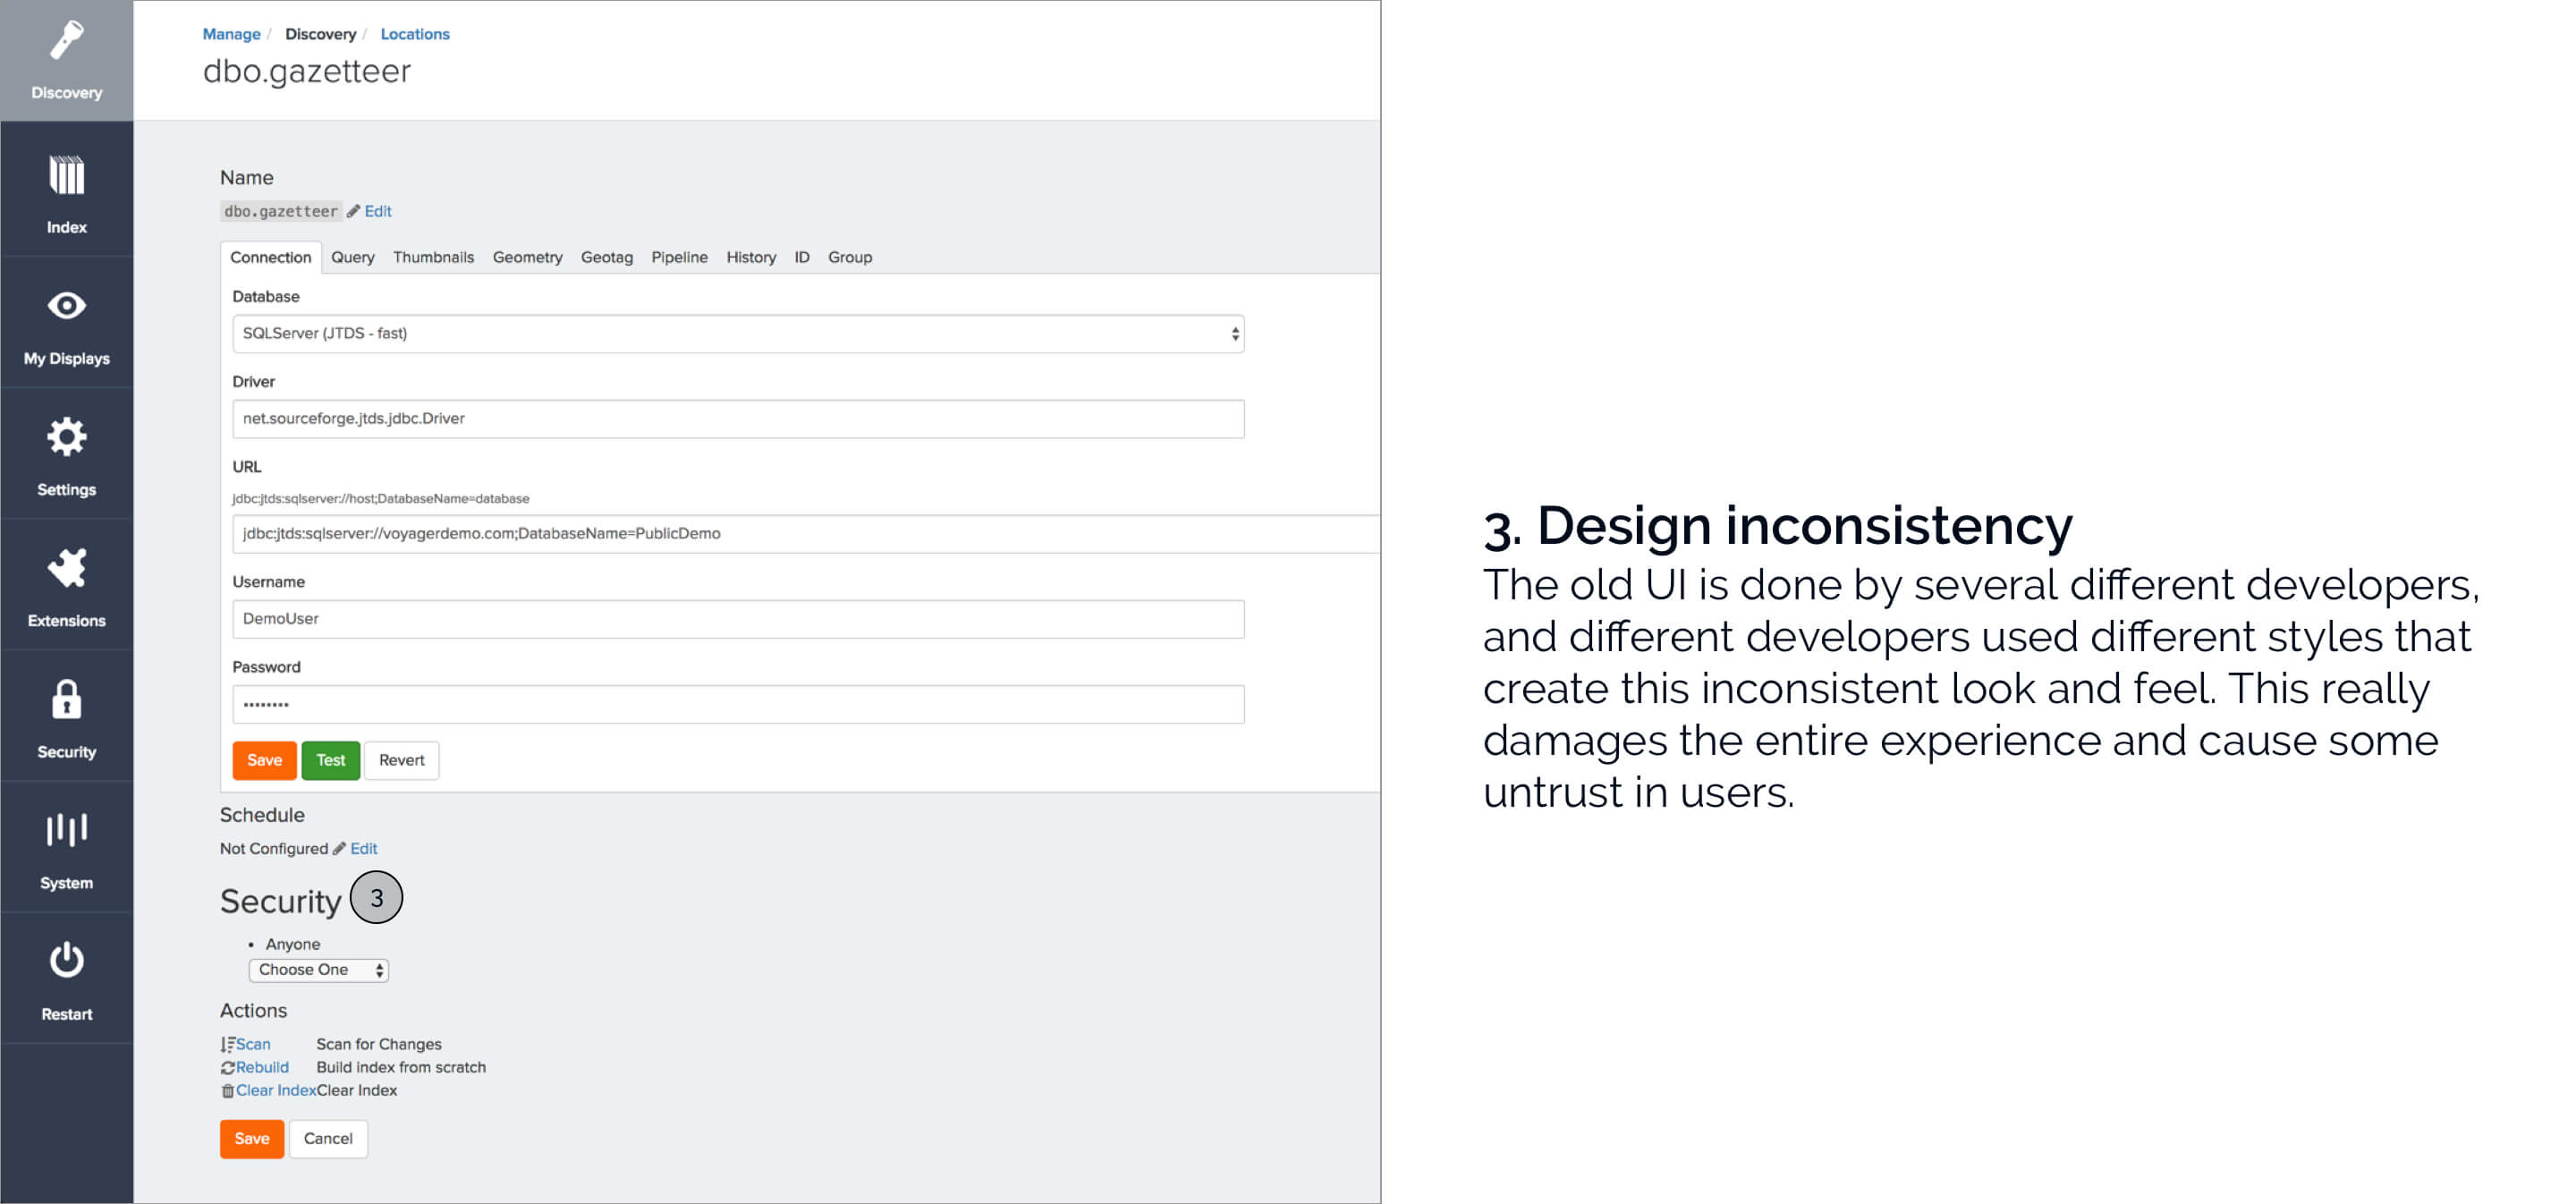 Discovery
Index
My Displays
Settings
Extensions
Security
System
Restart
Manage / Discovery / Locations
dbo.gazetteer
Name
dbo.gazetteer Edit
Connection Query Thumbnails Geometry Geotag Pipeline History ID Group
Database
SQLServer (JTDS - fast)
Driver
net.sourceforge.jtds.jdbc.Driver
URL
jdbc:jtds:sqlserver://host;DatabaseName=database
jdbc:jtds:sqlserver://voyagerdemo.com;DatabaseName=PublicDemo
Username
DemoUser
Password
••••••••
Save Test Revert
Schedule
Not Configured Edit
Security 3
• Anyone
Choose One
Actions
Scan Scan for Changes
Rebuild Build index from scratch
Clear Index Clear Index
Save Cancel
3. Design inconsistency
The old UI is done by several different developers,
and different developers used different styles that
create this inconsistent look and feel. This really
damages the entire experience and cause some
untrust in users.